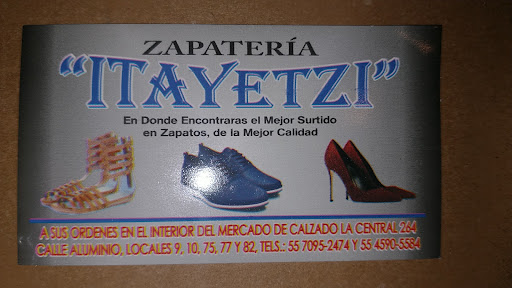 ZAPATERÍA
"ITAYETZI"
En Donde Encontraras el Mejor Surtido
en Zapatos, de la Mejor Calidad
A SUS ORDENES EN EL INTERIOR DEL MERCADO DE CALZADO LA CENTRAL 264
CALLE ALUMINIO, LOCALES 9, 10, 75, 77 Y 82, TELS.: 55 7095-2474 Y 55 4590-5584